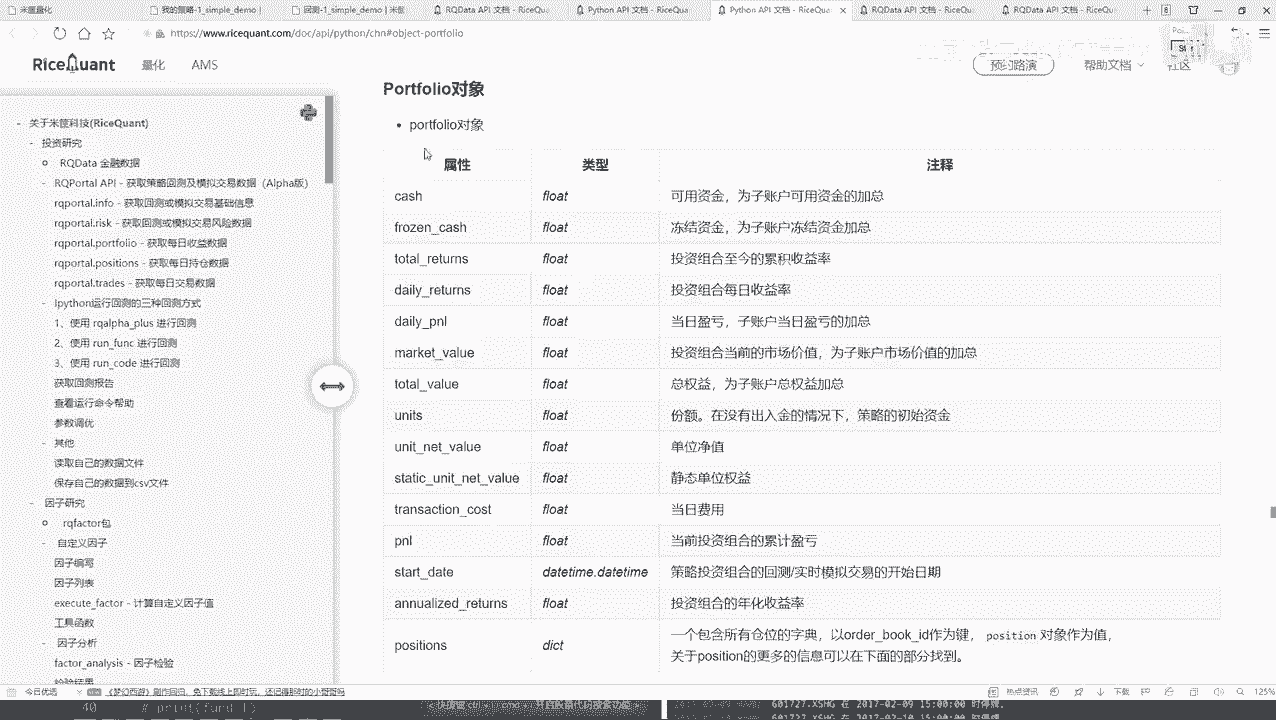 米筐量化
我的策略-1_simple_demo |
回测-1_simple_demo | 米筐
RQData API 文档 - RiceQu
Python API 文档 - RiceQua
Python API 文档 - RiceQua
RQData API 文档 - RiceQu
RQData API 文档 - RiceQu
https://www.ricequant.com/doc/api/python/chn#object-portfolio
RiceQuant
量化
AMS
预约路演
帮助文档
社区
关于米筐科技(RiceQuant)
投资研究
RQData 金融数据
RQPortal API - 获取策略回测及模拟交易数据（Alpha版）
rqportal.info - 获取回测或模拟交易基础信息
rqportal.risk - 获取回测或模拟交易风险数据
rqportal.portfolio - 获取每日收益数据
rqportal.positions - 获取每日持仓数据
rqportal.trades - 获取每日交易数据
Ipython运行回测的三种回测方式
1、使用 rqalpha_plus 进行回测
2、使用 run_func 进行回测
3、使用 run_code 进行回测
获取回测报告
查看运行命令帮助
参数调优
其他
读取自己的数据文件
保存自己的数据到csv文件
因子研究
rqfactor包
自定义因子
因子编写
因子列表
execute_factor - 计算自定义因子值
工具函数
因子分析
factor_analysis - 因子检验
检验结果
Portfolio对象
portfolio对象
属性 类型 注释
cash float 可用资金，为子账户可用资金的加总
frozen_cash float 冻结资金，为子账户冻结资金加总
total_returns float 投资组合至今的累积收益率
daily_returns float 投资组合每日收益率
daily_pnl float 当日盈亏，子账户当日盈亏的加总
market_value float 投资组合当前的市场价值，为子账户市场价值的加总
total_value float 总权益，为子账户总权益加总
units float 份额。在没有出入金的情况下，策略的初始资金
unit_net_value float 单位净值
static_unit_net_value float 静态单位权益
transaction_cost float 当日费用
pnl float 当前投资组合的累计盈亏
start_date datetime.datetime 策略投资组合的回测/实时模拟交易的开始日期
annualized_returns float 投资组合的年化收益率
positions dict 一个包含所有仓位的字典，以order_book_id作为键，position 对象作为值，
关于position的更多的信息可以在下面的部分找到。
今日优选
热点资讯
下载
125%
40 # print(fund_l)
601727.XSHG 在 2017-02-09 15:00:00 时停牌.
601727.XSHG 在 2017-02-10 15:00:00 时停牌.